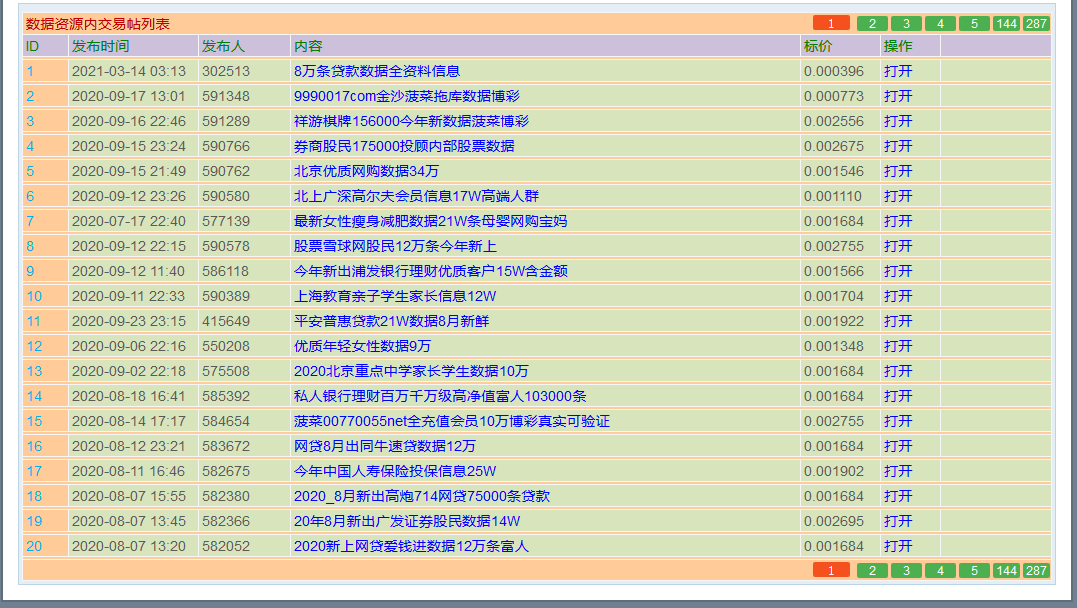 数据资源内交易帖列表 1 2 3 4 5 144 287
ID 发布时间 发布人 内容 标价 操作
1 2021-03-14 03:13 302513 8万条贷款数据全资料信息 0.000396 打开
2 2020-09-17 13:01 591348 9990017com金沙菠菜拖库数据博彩 0.000773 打开
3 2020-09-16 22:46 591289 祥游棋牌156000今年新数据菠菜博彩 0.002556 打开
4 2020-09-15 23:24 590766 券商股民175000投顾内部股票数据 0.002675 打开
5 2020-09-15 21:49 590762 北京优质网购数据34万 0.001546 打开
6 2020-09-12 23:26 590580 北上广深高尔夫会员信息17W高端人群 0.001110 打开
7 2020-07-17 22:40 577139 最新女性瘦身减肥数据21W条母婴网购宝妈 0.001684 打开
8 2020-09-12 22:15 590578 股票雪球网股民12万条今年新上 0.002755 打开
9 2020-09-12 11:40 586118 今年新出浦发银行理财优质客户15W含金额 0.001566 打开
10 2020-09-11 22:33 590389 上海教育亲子学生家长信息12W 0.001704 打开
11 2020-09-23 23:15 415649 平安普惠贷款21W数据8月新鲜 0.001922 打开
12 2020-09-06 22:16 550208 优质年轻女性数据9万 0.001348 打开
13 2020-09-02 22:18 575508 2020北京重点中学家长学生数据10万 0.001684 打开
14 2020-08-18 16:41 585392 私人银行理财百万千万级高净值富人103000条 0.001684 打开
15 2020-08-14 17:17 584654 菠菜00770055net全充值会员10万博彩真实可验证 0.002755 打开
16 2020-08-12 23:21 583672 网贷8月出同牛速贷数据12万 0.001684 打开
17 2020-08-11 16:46 582675 今年中国人寿保险投保信息25W 0.001902 打开
18 2020-08-07 15:55 582380 2020_8月新出高炮714网贷75000条贷款 0.001684 打开
19 2020-08-07 13:45 582366 20年8月新出广发证券股民数据14W 0.002695 打开
20 2020-08-07 13:20 582052 2020新上网贷爱钱进数据12万条富人 0.001684 打开
1 2 3 4 5 144 287